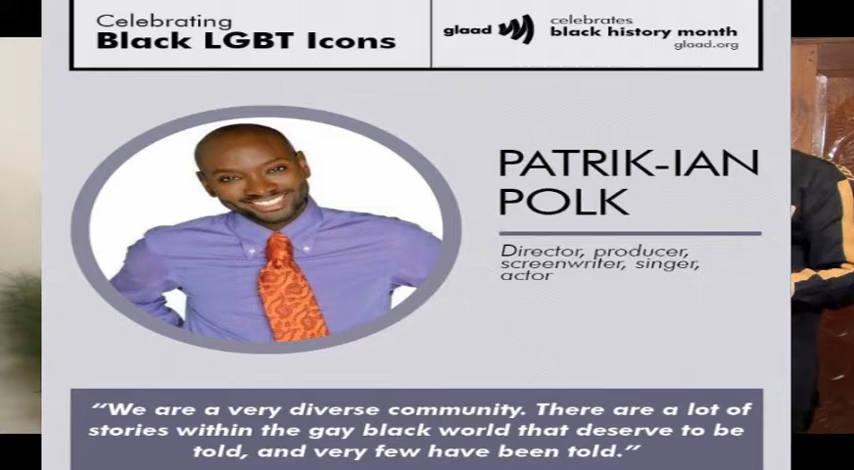 Celebrating
Black LGBT Icons
glaad
celebrates
black history month
glaad.org
PATRIK-IAN
POLK
Director, producer,
screenwriter, singer,
actor
“We are a very diverse community. There are a lot of
stories within the gay black world that deserve to be
told, and very few have been told.”